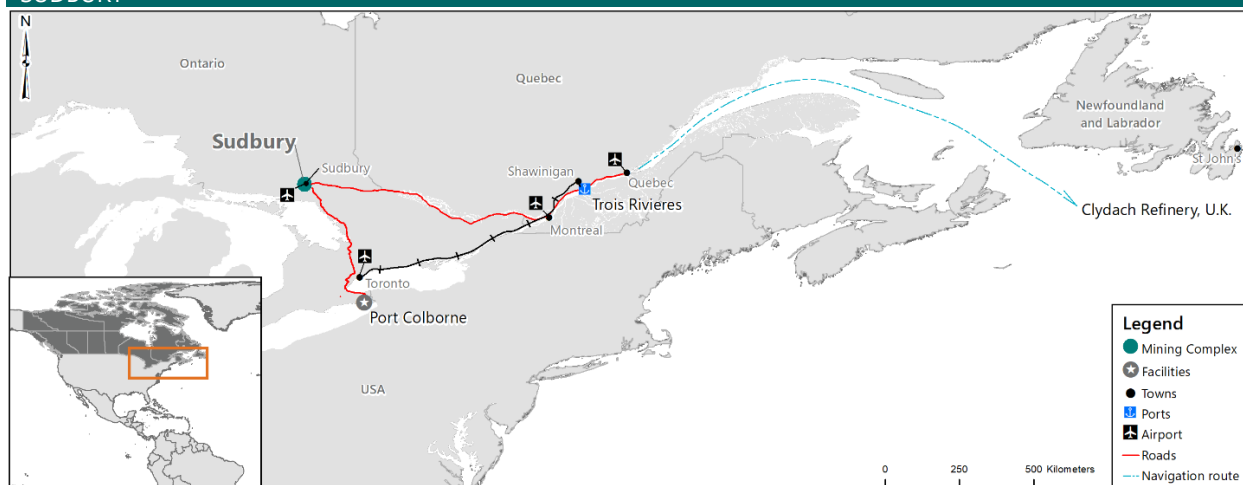 SUDBURY
N
Ontario
Quebec
Newfoundland
and Labrador
St John's
Sudbury
Sudbury
Shawinigan
Quebec
Trois Rivieres
Montreal
Clydach Refinery, U.K.
Toronto
Port Colborne
USA
Legend
Mining Complex
Facilities
Towns
Ports
Airport
Roads
Navigation route
0 250 500 Kilometers